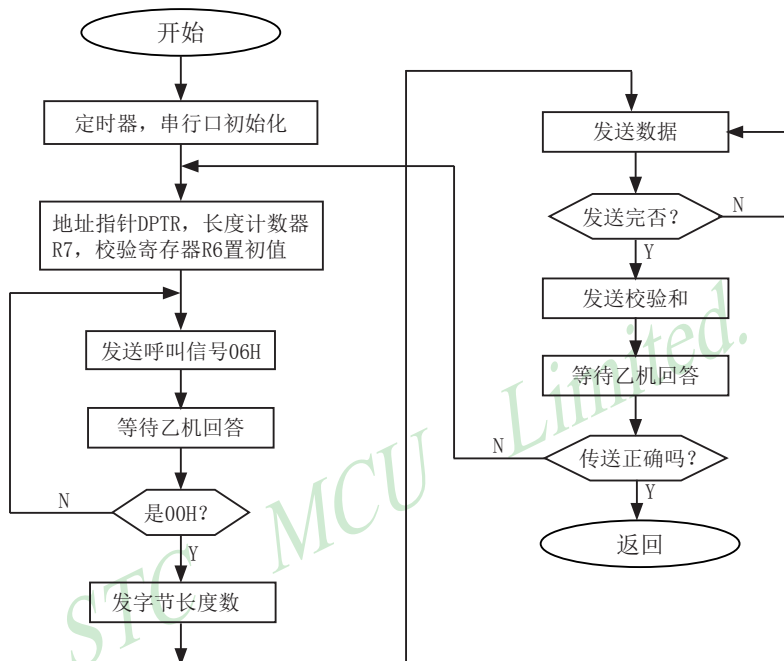 开始
定时器，串行口初始化
地址指针DPTR，长度计数器
R7，校验寄存器R6置初值
发送呼叫信号06H
等待乙机回答
是00H？
N
Y
发字节长度数
发送数据
发送完否？
N
Y
发送校验和
等待乙机回答
传送正确吗？
N
Y
返回
STC MCU Limited.